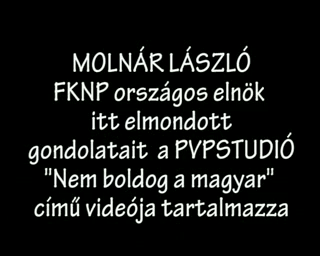 MOLNÁR LÁSZLÓ
FKNP országos elnök
itt elmondott
gondolatait a PVPSTUDIÓ
"Nem boldog a magyar"
című videója tartalmazza